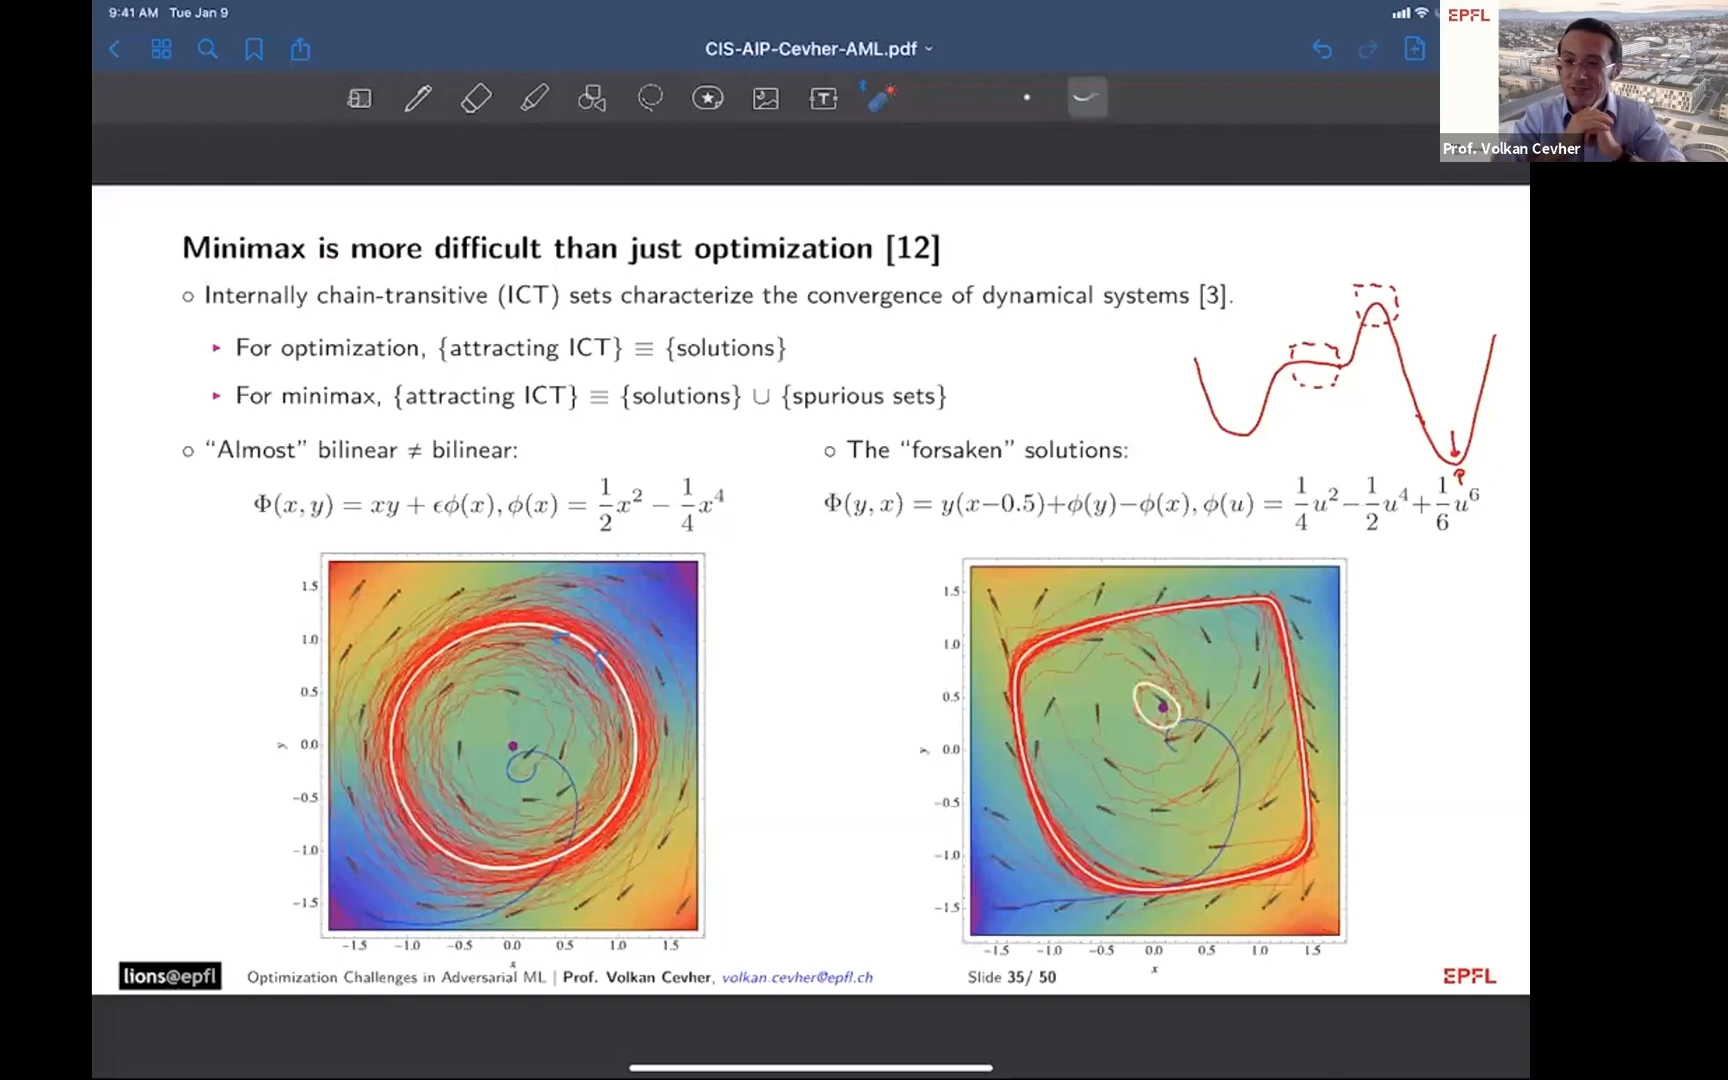 9:41 AM Tue Jan 9
CIS-AIP-Cevher-AML.pdf
EPFL
Prof. Volkan Cevher
T
Minimax is more difficult than just optimization [12]
○ Internally chain-transitive (ICT) sets characterize the convergence of dynamical systems [3].
▸ For optimization, {attracting ICT} ≡ {solutions}
▸ For minimax, {attracting ICT} ≡ {solutions} ∪ {spurious sets}
○ “Almost” bilinear ≠ bilinear:
Φ(x, y) = xy + ϵϕ(x), ϕ(x) = 1/2 x² − 1/4 x⁴
○ The “forsaken” solutions:
Φ(y, x) = y(x−0.5)+ϕ(y)−ϕ(x), ϕ(u) = 1/4 u² − 1/2 u⁴ + 1/6 u⁶
1.5
1.0
0.5
0.0
−0.5
−1.0
−1.5
y
−1.5 −1.0 −0.5 0.0 0.5 1.0 1.5
x
1.5
1.0
0.5
0.0
−0.5
−1.0
−1.5
y
−1.5 −1.0 −0.5 0.0 0.5 1.0 1.5
x
lions@epfl
Optimization Challenges in Adversarial ML | Prof. Volkan Cevher, volkan.cevher@epfl.ch
Slide 35/ 50
EPFL